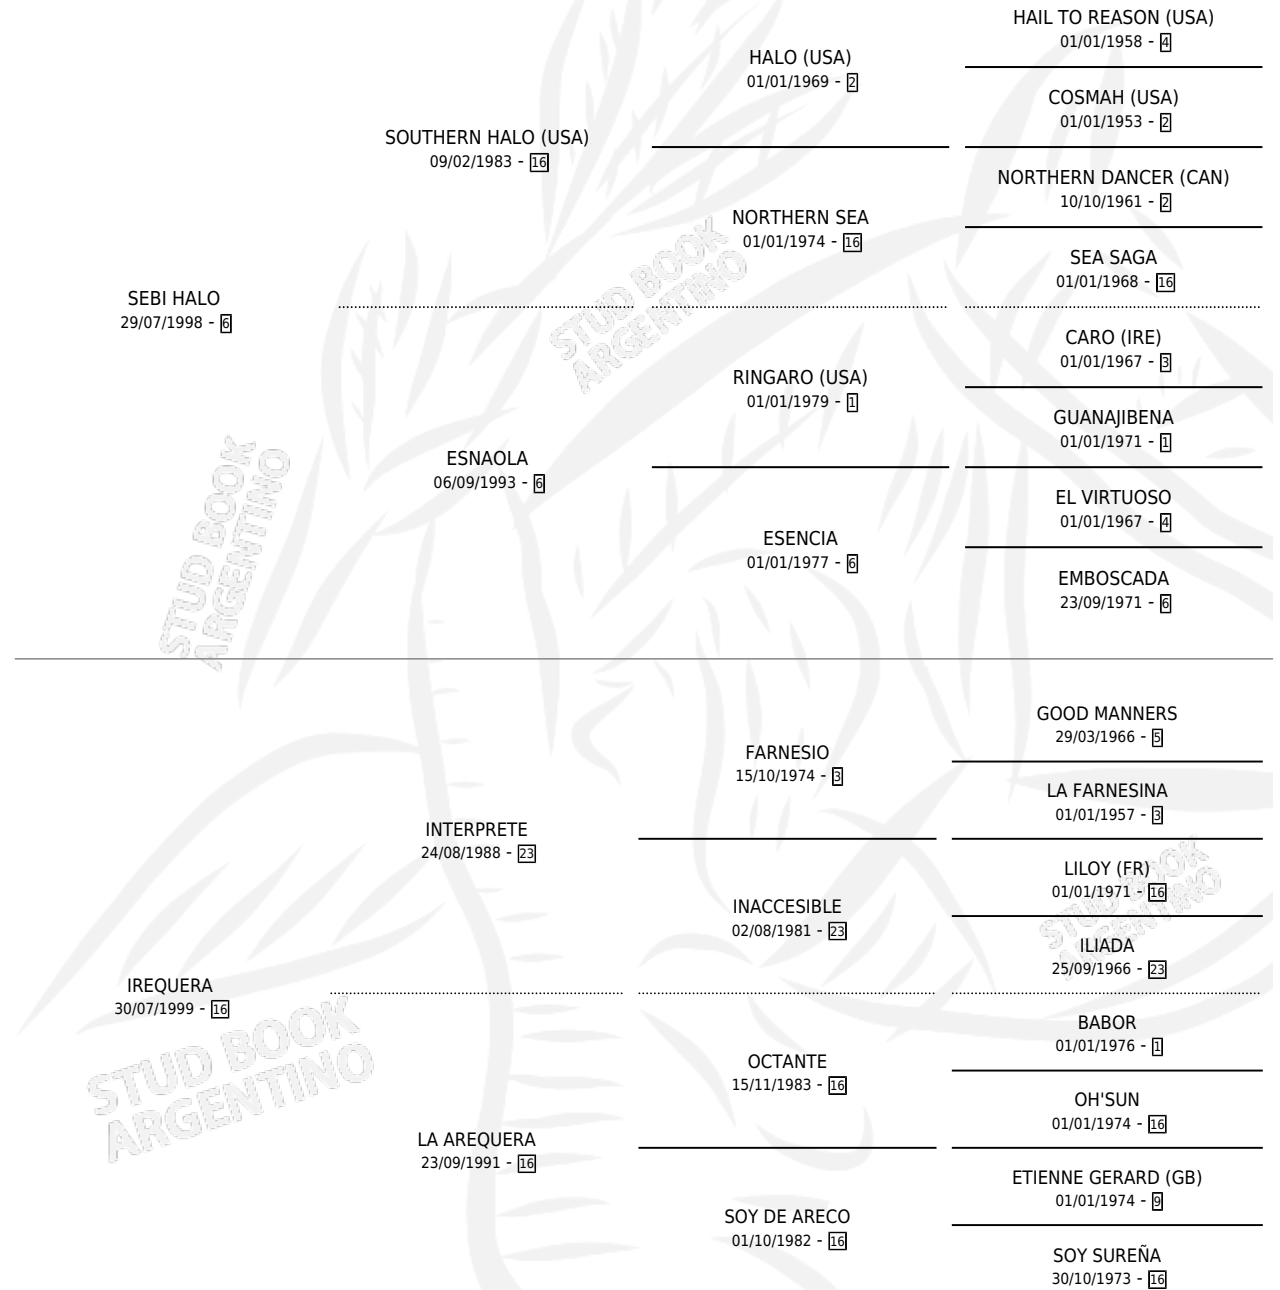 HAIL TO REASON (USA)
01/01/1958 - 4
HALO (USA)
01/01/1969 - 2
COSMAH (USA)
01/01/1953 - 2
SOUTHERN HALO (USA)
09/02/1983 - 16
NORTHERN DANCER (CAN)
10/10/1961 - 2
NORTHERN SEA
01/01/1974 - 16
SEA SAGA
01/01/1968 - 16
SEBI HALO
29/07/1998 - 6
CARO (IRE)
01/01/1967 - 3
RINGARO (USA)
01/01/1979 - 1
GUANAJIBENA
01/01/1971 - 1
ESNAOLA
06/09/1993 - 6
EL VIRTUOSO
01/01/1967 - 4
ESENCIA
01/01/1977 - 6
EMBOSCADA
23/09/1971 - 6
GOOD MANNERS
29/03/1966 - 5
FARNESIO
15/10/1974 - 3
LA FARNESINA
01/01/1957 - 3
INTERPRETE
24/08/1988 - 23
LILOY (FR)
01/01/1971 - 16
INACCESIBLE
02/08/1981 - 23
ILIADA
25/09/1966 - 23
IREQUERA
30/07/1999 - 16
BABOR
01/01/1976 - 1
OCTANTE
15/11/1983 - 16
OH'SUN
01/01/1974 - 16
LA AREQUERA
23/09/1991 - 16
ETIENNE GERARD (GB)
01/01/1974 - 9
SOY DE ARECO
01/10/1982 - 16
SOY SUREÑA
30/10/1973 - 16
STUD BOOK
ARGENTINO
STUD BOOK
ARGENTINO
STUD BOOK
ARGENTINO
STUD BOOK
ARGENTINO